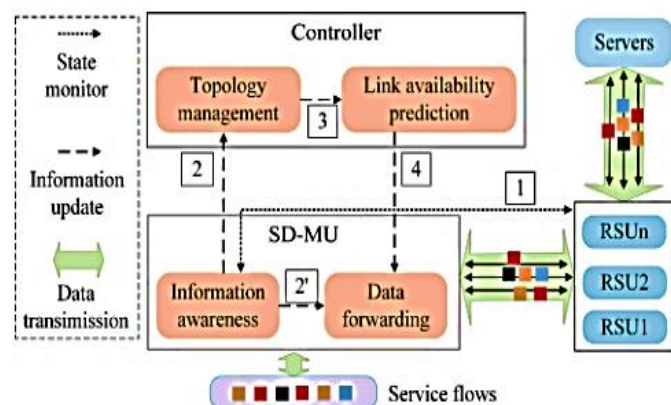 State
monitor
Information
update
Data
transimission
Controller
Topology
management
3
Link availability
prediction
2
4
1
SD-MU
Information
awareness
2'
Data
forwarding
Service flows
Servers
RSUn
RSU2
RSU1